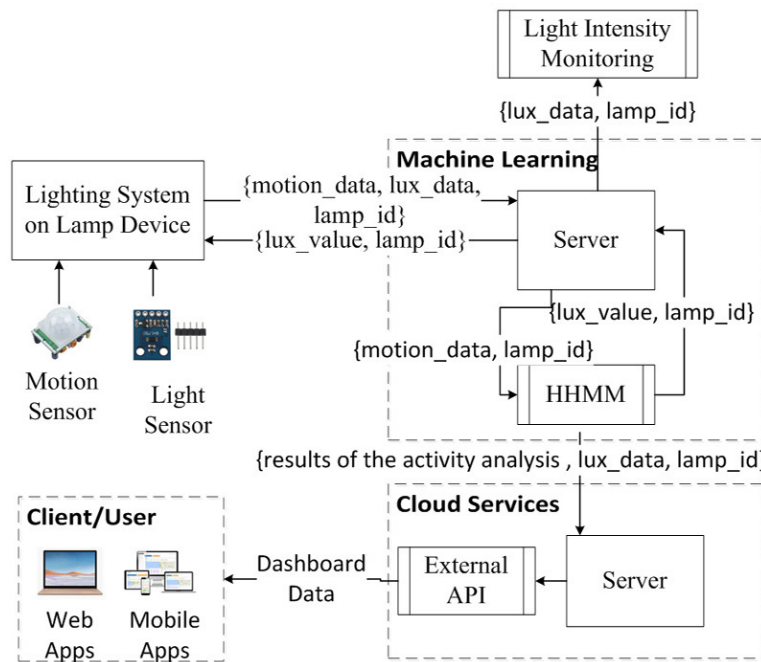 Light Intensity
Monitoring
{lux_data, lamp_id}
Machine Learning
Lighting System
on Lamp Device
{motion_data, lux_data,
lamp_id}
{lux_value, lamp_id}
Server
{lux_value, lamp_id}
{motion_data, lamp_id}
HHMM
Motion
Sensor
Light
Sensor
{results of the activity analysis , lux_data, lamp_id}
Client/User
Web
Apps
Mobile
Apps
Dashboard
Data
Cloud Services
External
API
Server